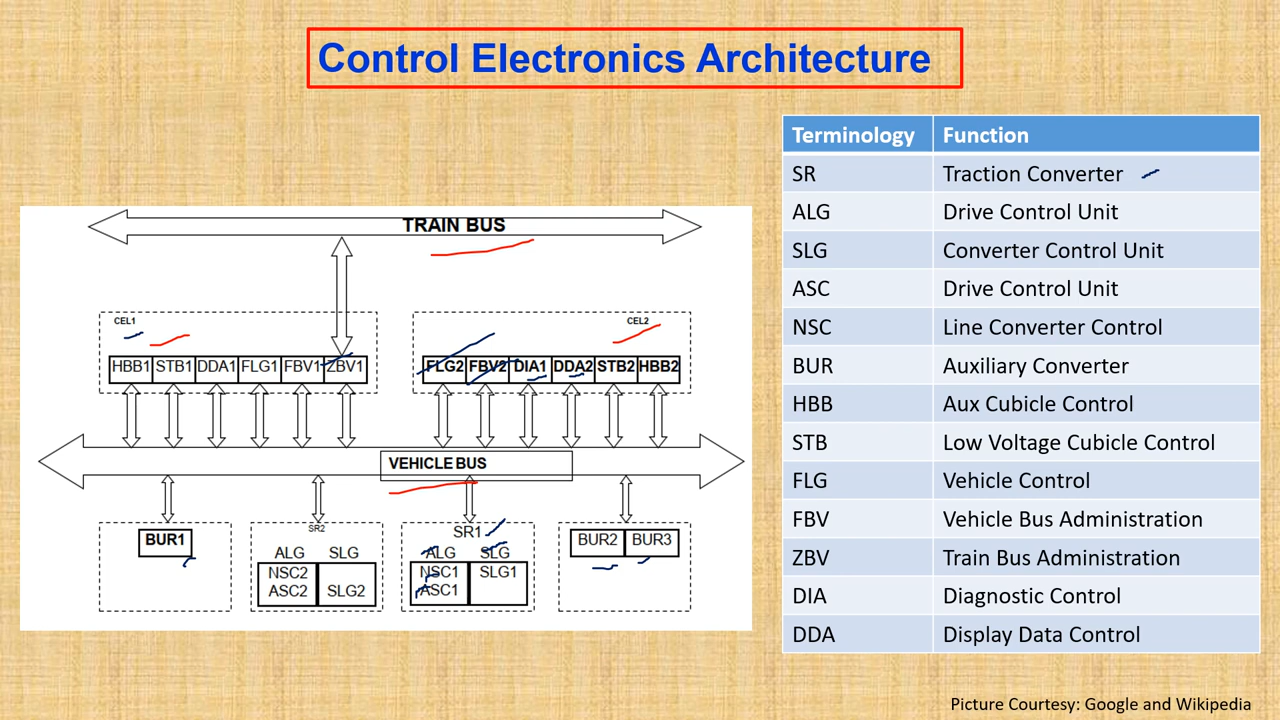 Control Electronics Architecture
TRAIN BUS
CEL1
HBB1 STB1 DDA1 FLG1 FBV1 ZBV1
CEL2
FLG2 FBV2 DIA1 DDA2 STB2 HBB2
VEHICLE BUS
BUR1
SR2
ALG SLG
NSC2
ASC2 SLG2
SR1
ALG SLG
NSC1 SLG1
ASC1
BUR2 BUR3
Terminology Function
SR Traction Converter
ALG Drive Control Unit
SLG Converter Control Unit
ASC Drive Control Unit
NSC Line Converter Control
BUR Auxiliary Converter
HBB Aux Cubicle Control
STB Low Voltage Cubicle Control
FLG Vehicle Control
FBV Vehicle Bus Administration
ZBV Train Bus Administration
DIA Diagnostic Control
DDA Display Data Control
Picture Courtesy: Google and Wikipedia